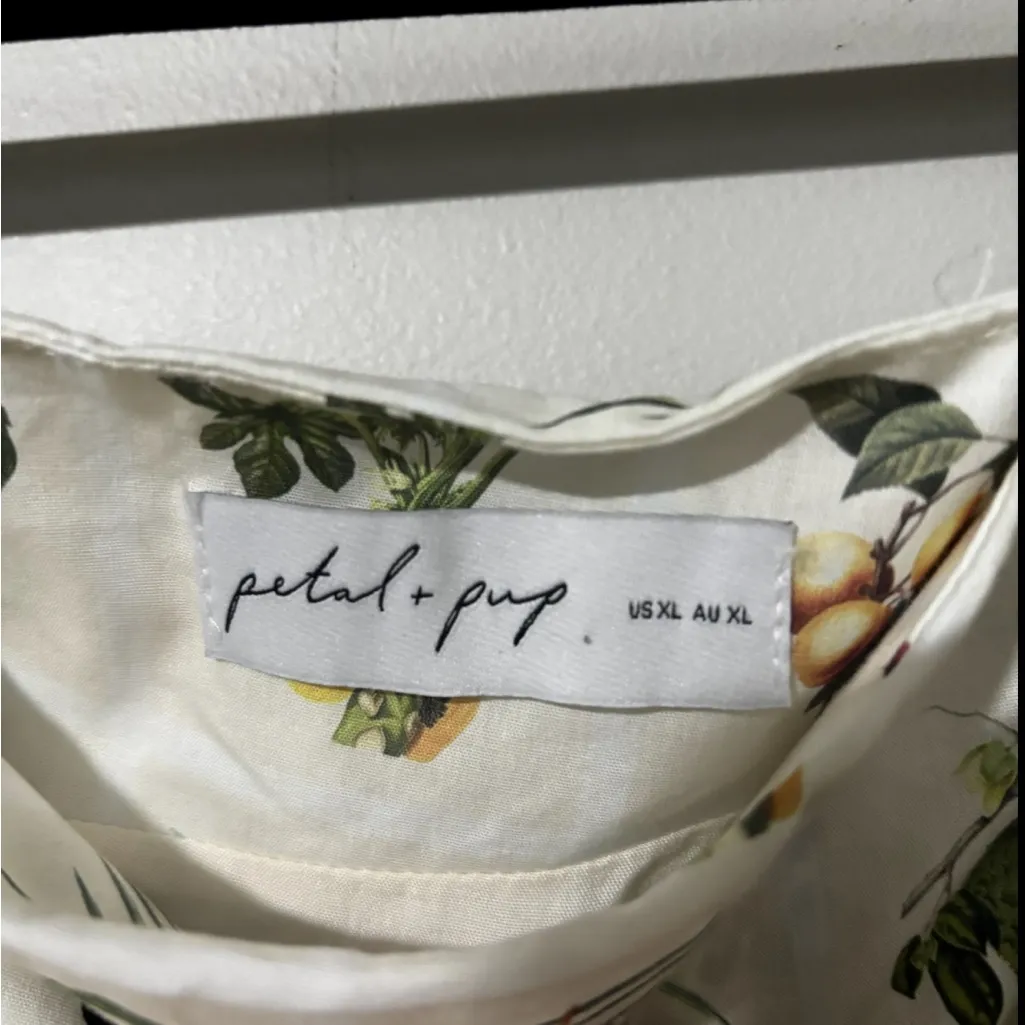 petal + pup US XL AU XL